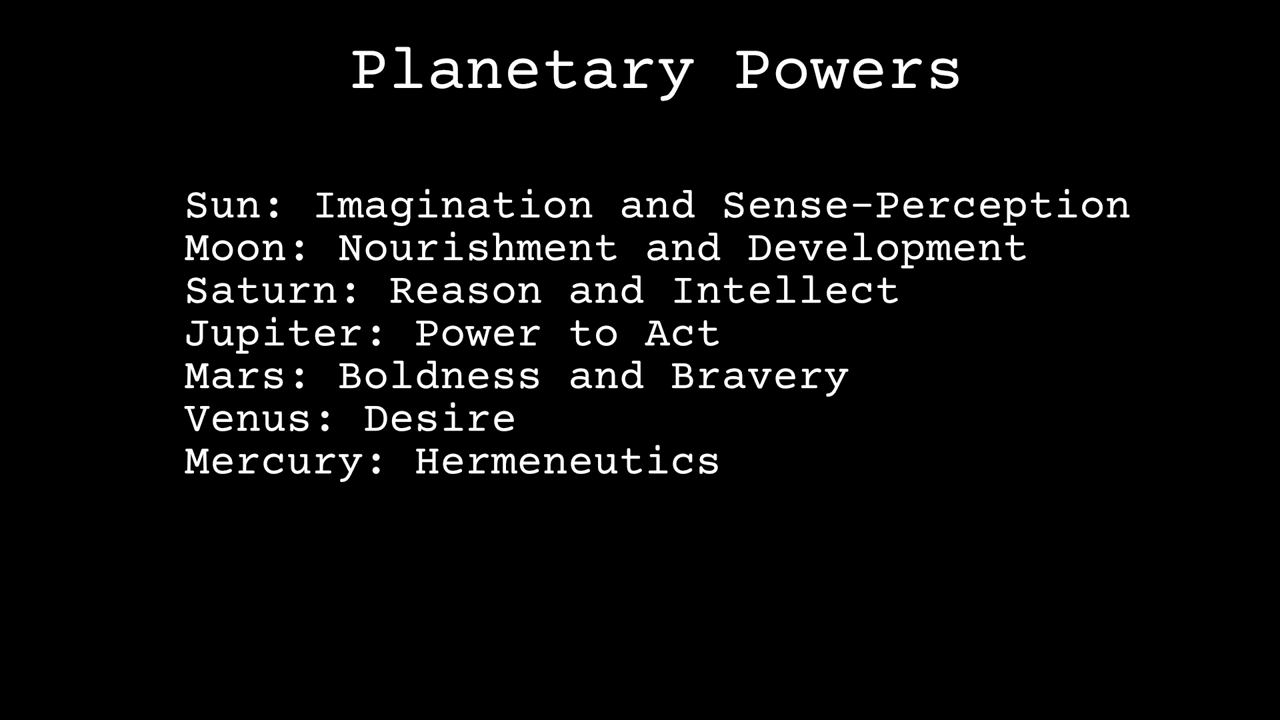 Planetary Powers
Sun: Imagination and Sense-Perception
Moon: Nourishment and Development
Saturn: Reason and Intellect
Jupiter: Power to Act
Mars: Boldness and Bravery
Venus: Desire
Mercury: Hermeneutics